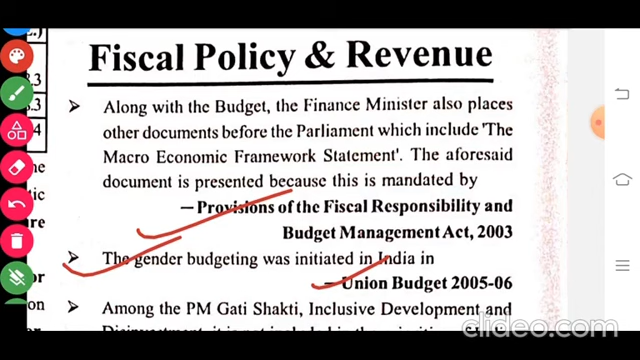 Fiscal Policy & Revenue
Along with the Budget, the Finance Minister also places
other documents before the Parliament which include 'The
Macro Economic Framework Statement'. The aforesaid
document is presented because this is mandated by
—Provisions of the Fiscal Responsibility and
Budget Management Act, 2003
The gender budgeting was initiated in India in
—Union Budget 2005-06
Among the PM Gati Shakti, Inclusive Development and
clideo.com